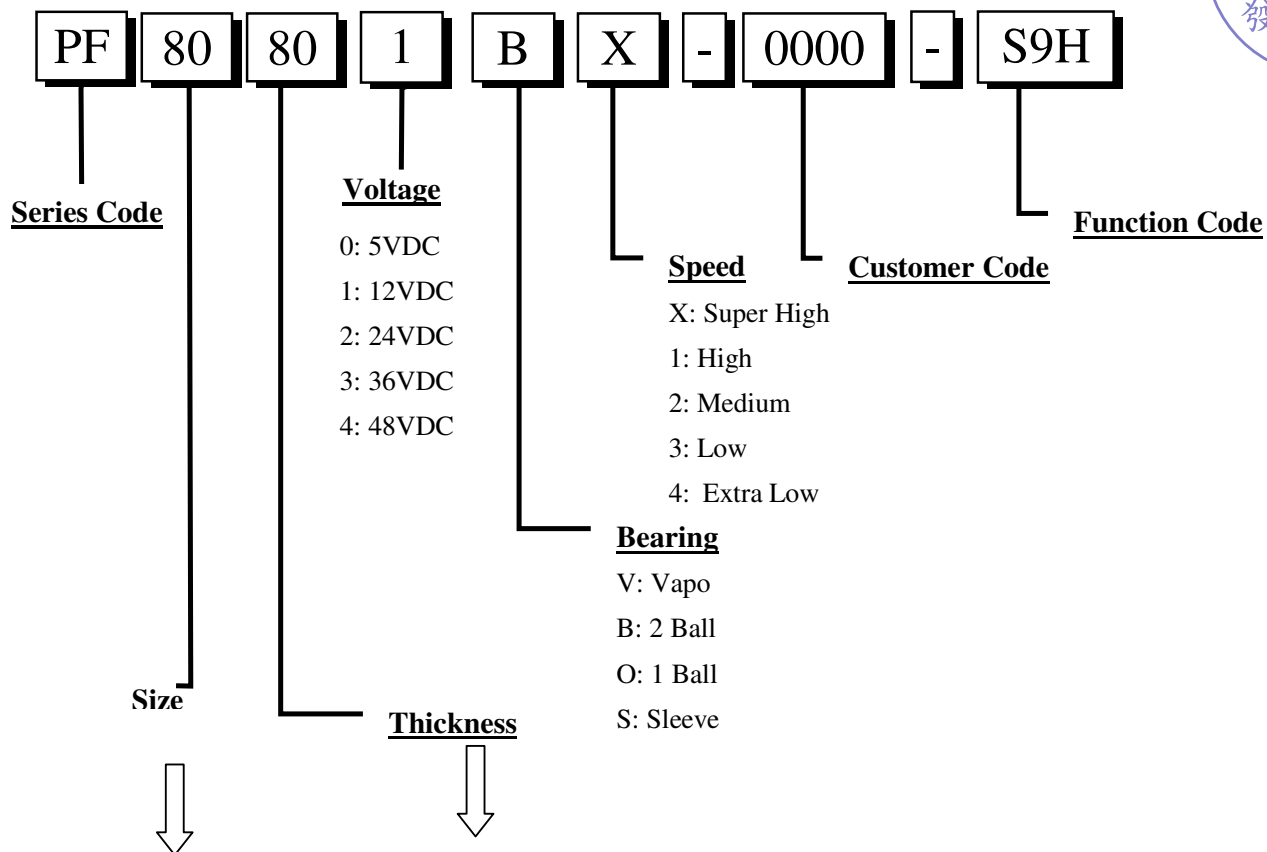 PF 80 80 1 B X - 0000 - S9H
Series Code
Voltage
0: 5VDC
1: 12VDC
2: 24VDC
3: 36VDC
4: 48VDC
Function Code
Speed
X: Super High
1: High
2: Medium
3: Low
4: Extra Low
Customer Code
Bearing
V: Vapo
B: 2 Ball
O: 1 Ball
S: Sleeve
Size
Thickness
發